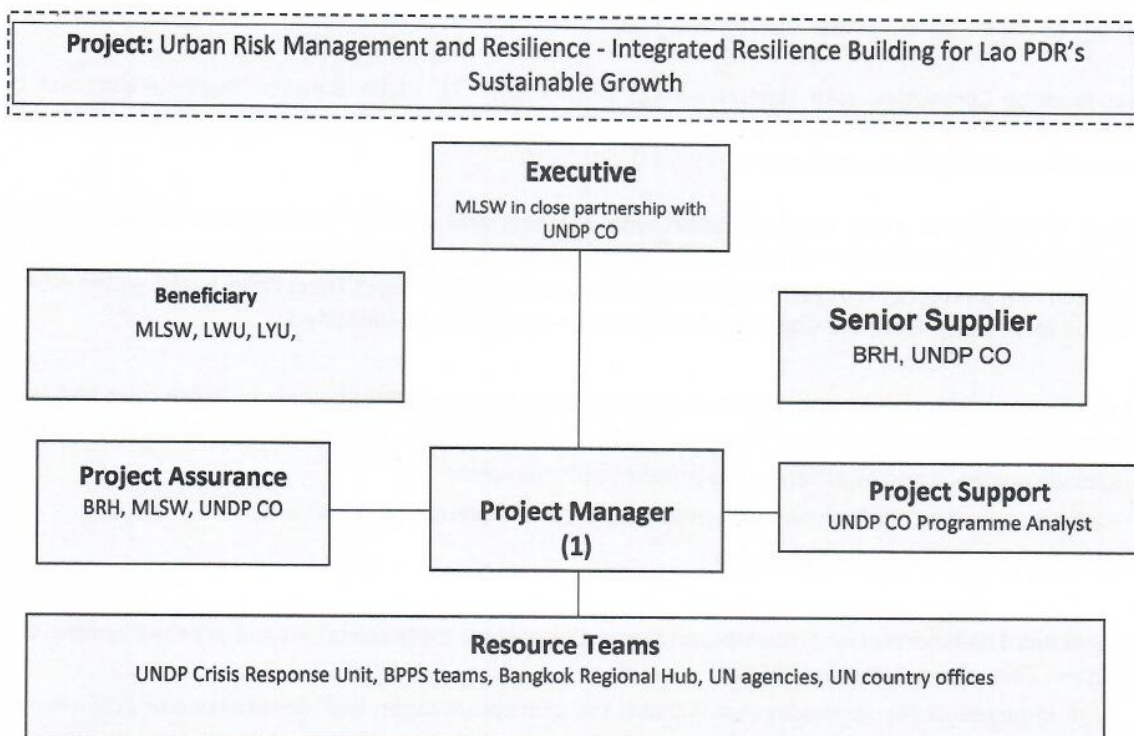 Project: Urban Risk Management and Resilience - Integrated Resilience Building for Lao PDR's
Sustainable Growth
Executive
MLSW in close partnership with
UNDP CO
Beneficiary
MLSW, LWU, LYU,
Senior Supplier
BRH, UNDP CO
Project Assurance
BRH, MLSW, UNDP CO
Project Manager
(1)
Project Support
UNDP CO Programme Analyst
Resource Teams
UNDP Crisis Response Unit, BPPS teams, Bangkok Regional Hub, UN agencies, UN country offices